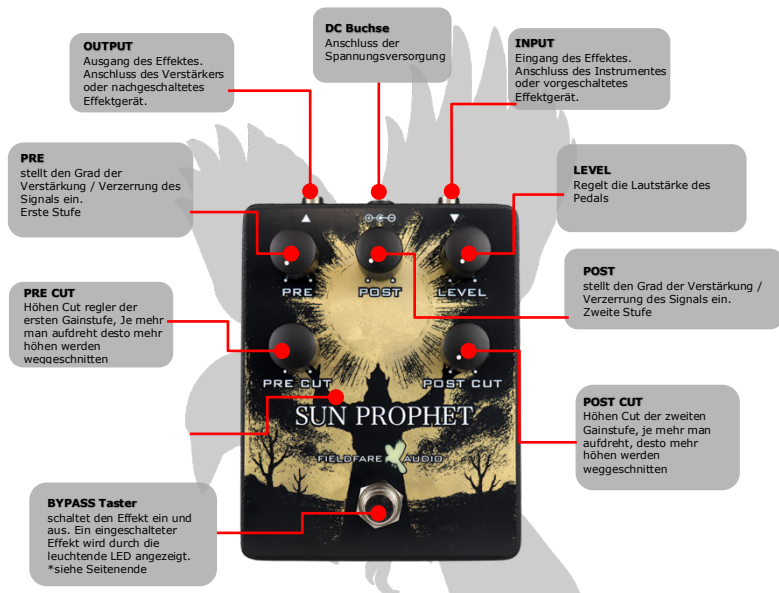 OUTPUT
Ausgang des Effektes.
Anschluss des Verstärkers
oder nachgeschaltetes
Effektgerät.
DC Buchse
Anschluss der
Spannungsversorgung
INPUT
Eingang des Effektes.
Anschluss des Instrumentes
oder vorgeschaltetes
Effektgerät.
PRE
stellt den Grad der
Verstärkung / Verzerrung des
Signals ein.
Erste Stufe
LEVEL
Regelt die Lautstärke des
Pedals
POST
stellt den Grad der Verstärkung /
Verzerrung des Signals ein.
Zweite Stufe
PRE CUT
Höhen Cut regler der
ersten Gainstufe, Je mehr
man aufdreht desto mehr
höhen werden
weggeschnitten
POST CUT
Höhen Cut der zweiten
Gainstufe, je mehr man
aufdreht, desto mehr
höhen werden
weggeschnitten
BYPASS Taster
schaltet den Effekt ein und
aus. Ein eingeschalteter
Effekt wird durch die
leuchtende LED angezeigt.
*siehe Seitenende
PRE POST LEVEL
PRE CUT POST CUT
SUN PROPHET
FIELDFARE AUDIO